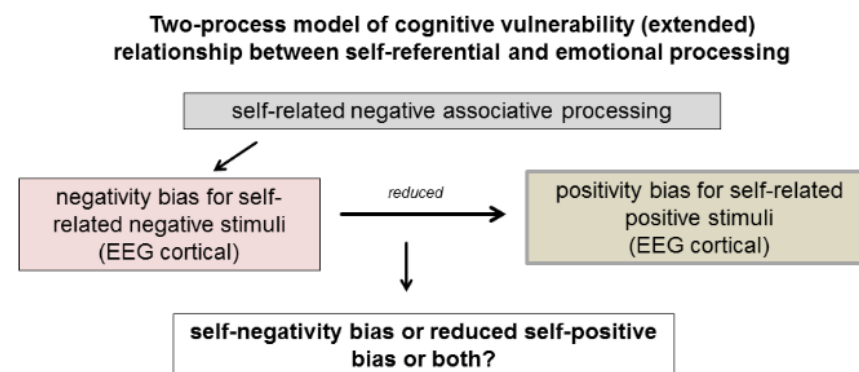 Two-process model of cognitive vulnerability (extended)
relationship between self-referential and emotional processing
self-related negative associative processing
negativity bias for self-
related negative stimuli
(EEG cortical)
reduced
positivity bias for self-related
positive stimuli
(EEG cortical)
self-negativity bias or reduced self-positive
bias or both?